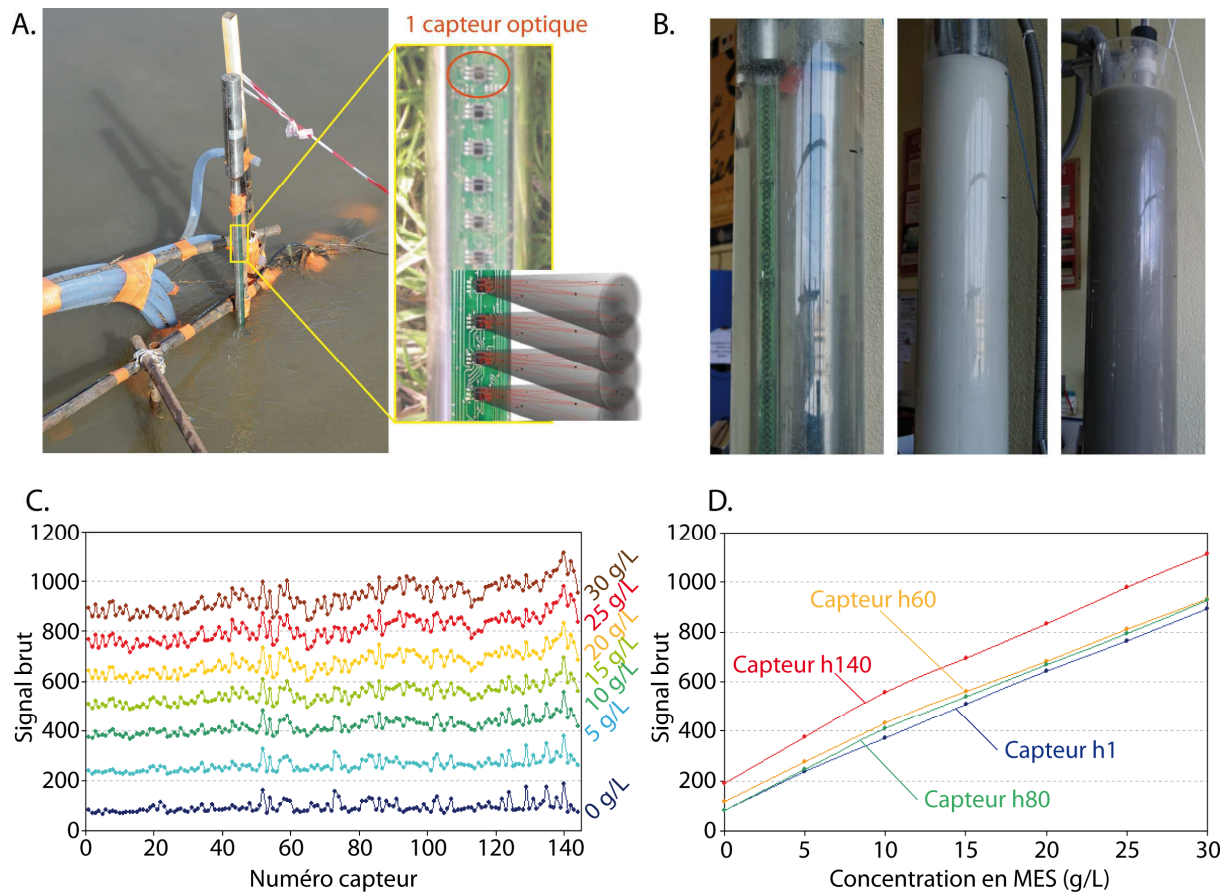 A.
1 capteur optique
B.
C.
Signal brut
1200
1000
800
600
400
200
0
0
20
40
60
80
100
120
140
Numéro capteur
30 g/L
25 g/L
20 g/L
15 g/L
10 g/L
5 g/L
0 g/L
D.
Signal brut
1200
1000
800
600
400
200
0
0
5
10
15
20
25
30
Concentration en MES (g/L)
Capteur h60
Capteur h140
Capteur h1
Capteur h80